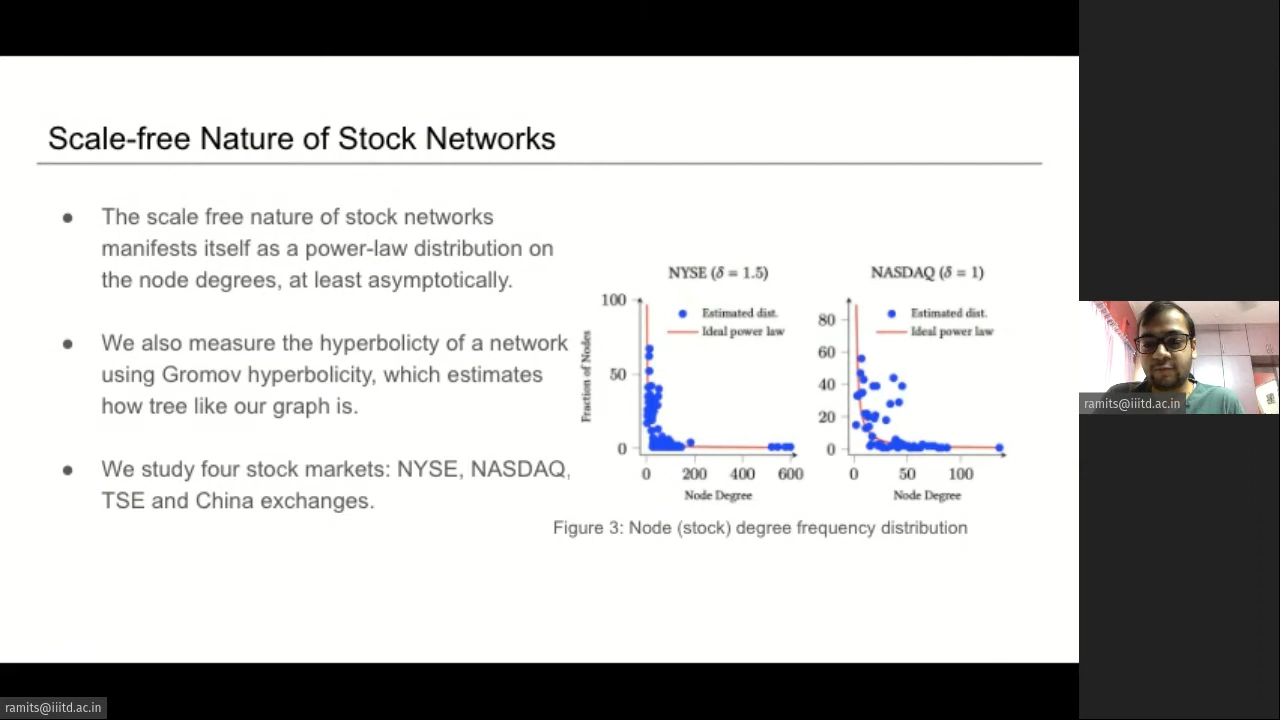 Scale-free Nature of Stock Networks
● The scale free nature of stock networks
manifests itself as a power-law distribution on
the node degrees, at least asymptotically.
● We also measure the hyperbolicty of a network
using Gromov hyperbolicity, which estimates
how tree like our graph is.
● We study four stock markets: NYSE, NASDAQ,
TSE and China exchanges.
NYSE (δ = 1.5)
Estimated dist.
Ideal power law
Fraction of Nodes
100
50
0
0 200 400 600
Node Degree
NASDAQ (δ = 1)
Estimated dist.
Ideal power law
80
60
40
20
0
0 50 100
Node Degree
Figure 3: Node (stock) degree frequency distribution
ramits@iiitd.ac.in
ramits@iiitd.ac.in